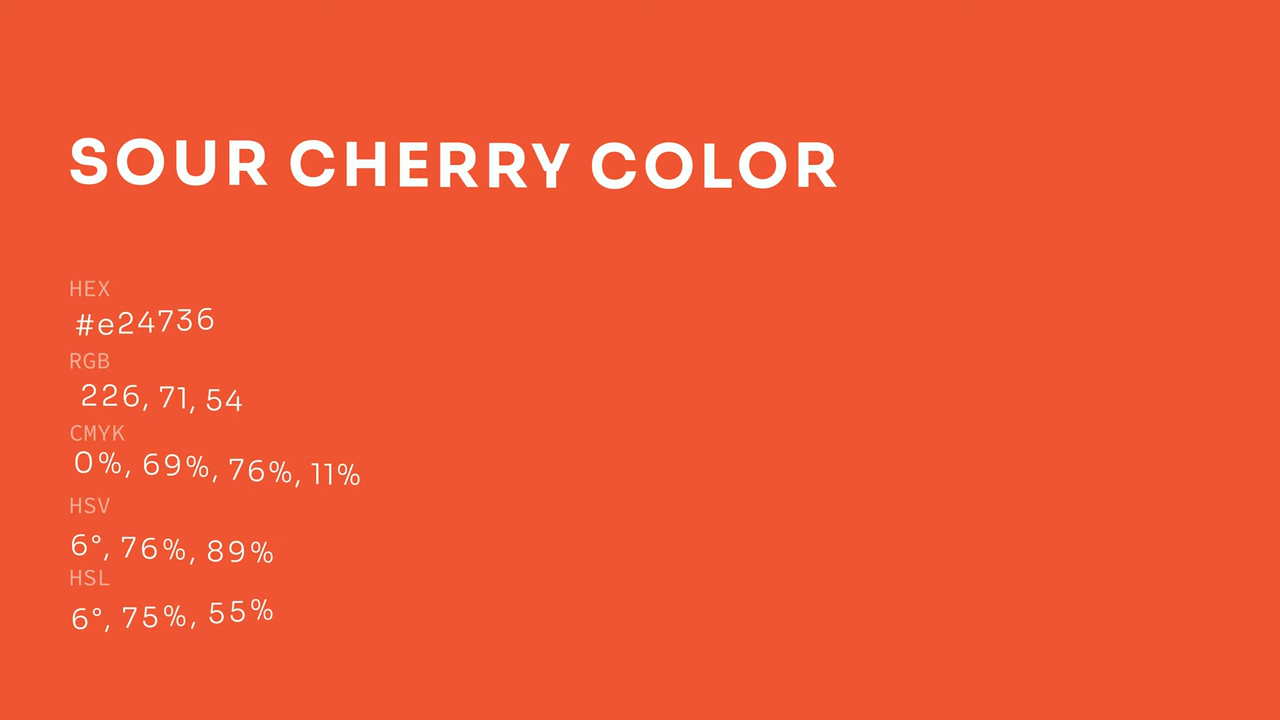 SOUR CHERRY COLOR
HEX
#e24736
RGB
226, 71, 54
CMYK
0%, 69%, 76%, 11%
HSV
6°, 76%, 89%
HSL
6°, 75%, 55%